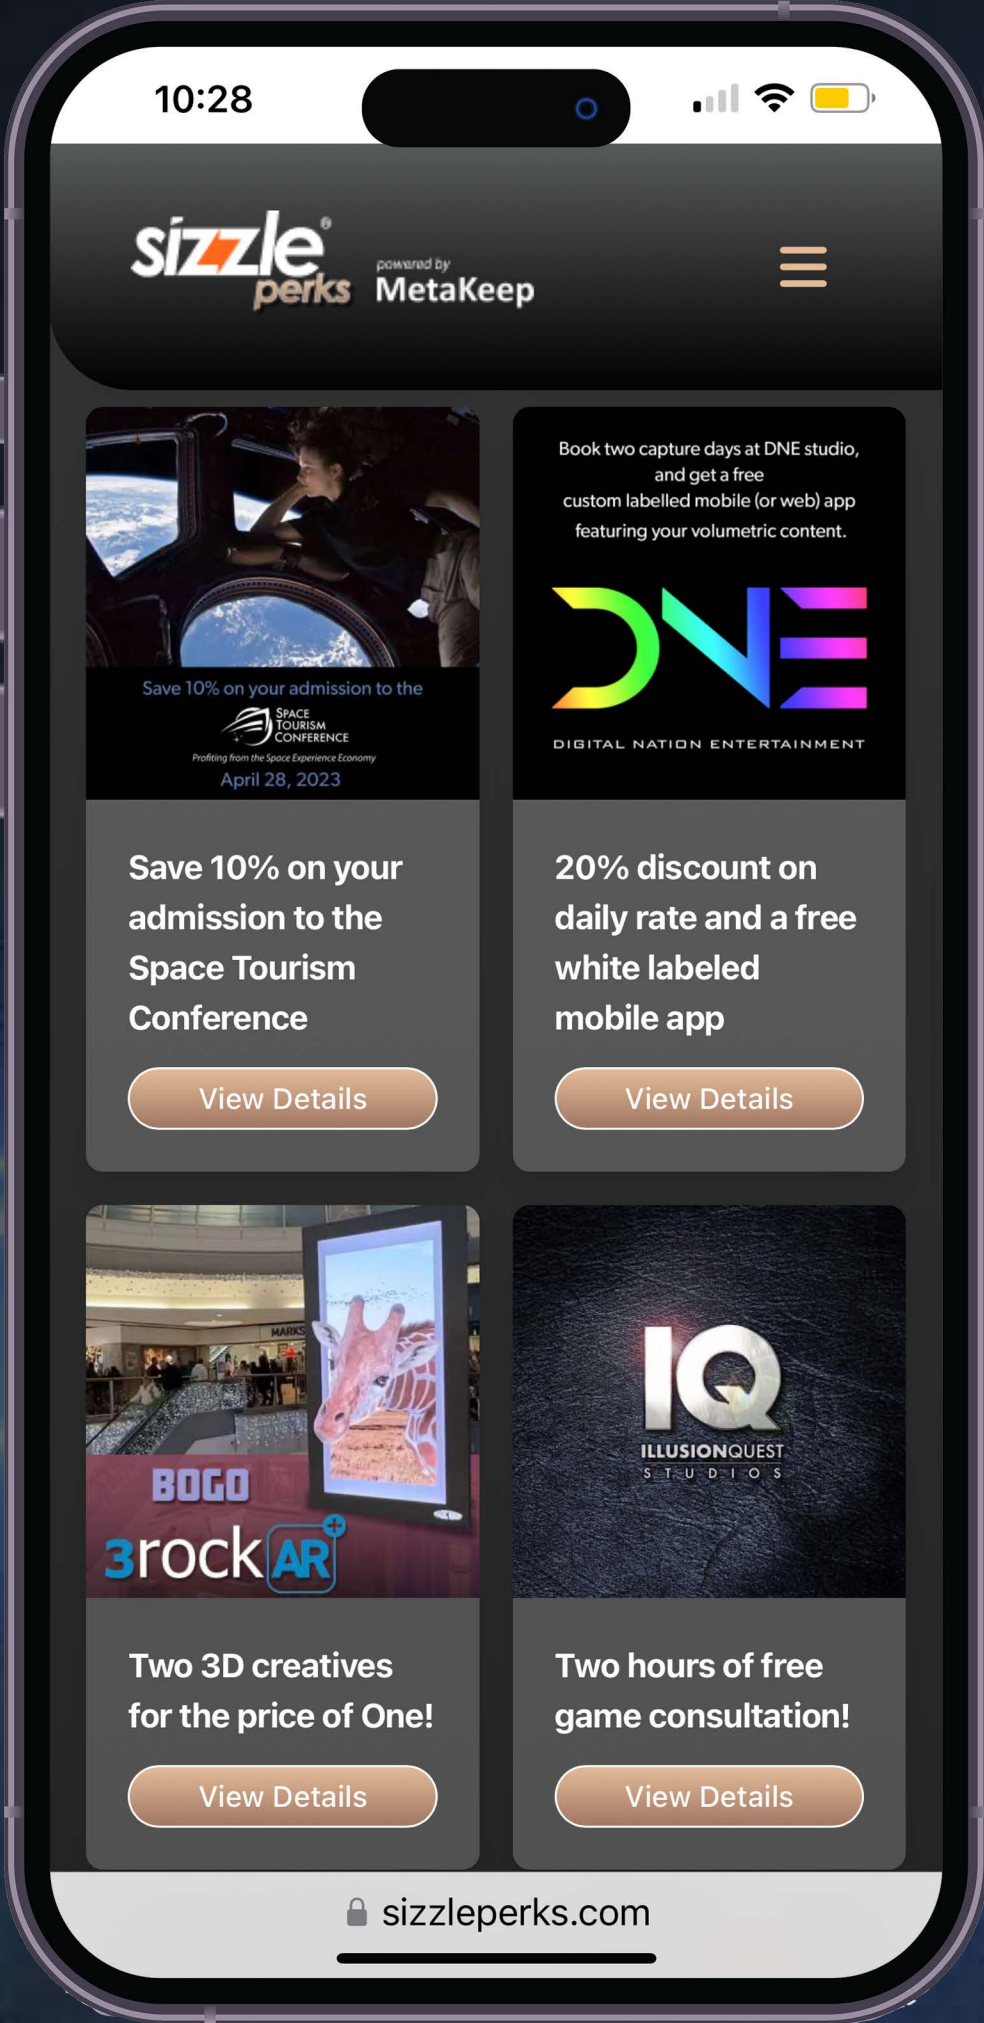 10:28
sizzle®
perks
powered by
MetaKeep
Save 10% on your admission to the
SPACE
TOURISM
CONFERENCE
Profiting from the Space Experience Economy
April 28, 2023
Book two capture days at DNE studio,
and get a free
custom labelled mobile (or web) app
featuring your volumetric content.
DNE
DIGITAL NATION ENTERTAINMENT
Save 10% on your
admission to the
Space Tourism
Conference
View Details
20% discount on
daily rate and a free
white labeled
mobile app
View Details
MARKS
BOGO
3rockAR+
IQ
ILLUSIONQUEST
STUDIOS
Two 3D creatives
for the price of One!
View Details
Two hours of free
game consultation!
View Details
sizzleperks.com